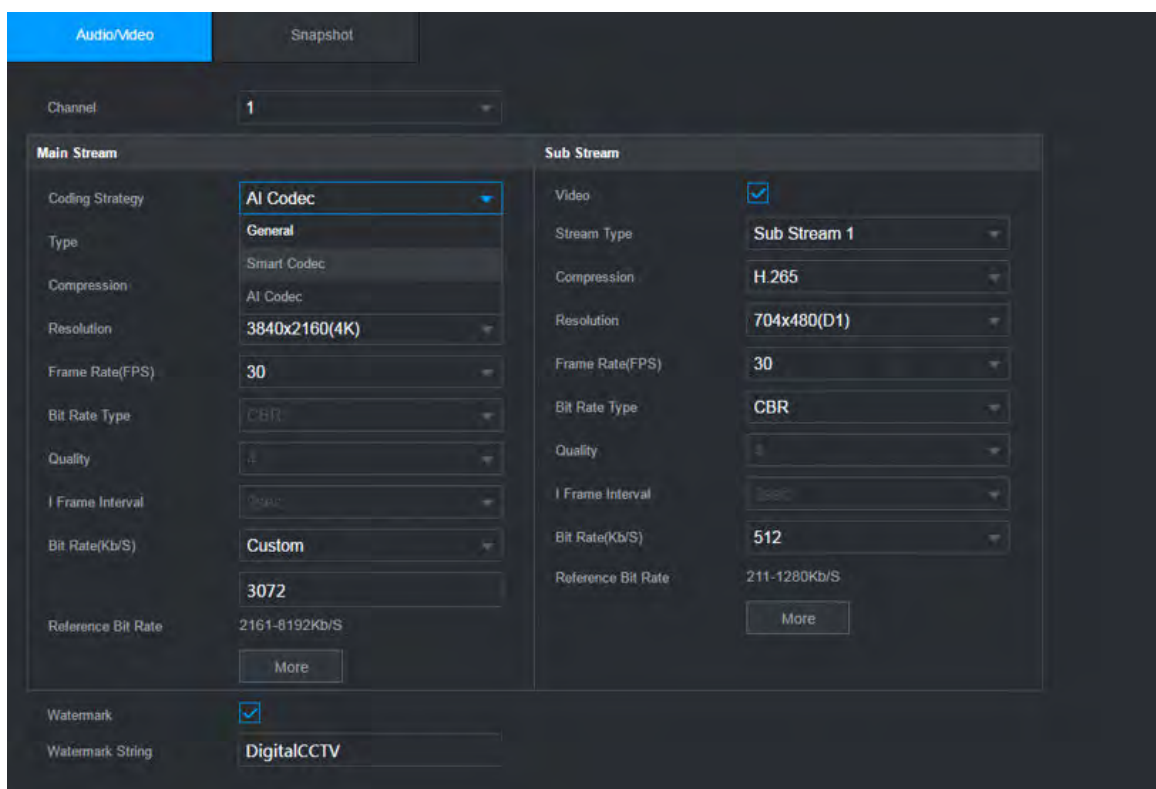 Audio/Video Snapshot
Channel 1
Main Stream
Coding Strategy AI Codec
General
Type
Smart Codec
Compression
AI Codec
Resolution 3840x2160(4K)
Frame Rate(FPS) 30
Bit Rate Type CBR
Quality 4
I Frame Interval
Bit Rate(Kb/S) Custom
3072
Reference Bit Rate 2161-8192Kb/S
More
Sub Stream
Video
Stream Type Sub Stream 1
Compression H.265
Resolution 704x480(D1)
Frame Rate(FPS) 30
Bit Rate Type CBR
Quality
I Frame Interval
Bit Rate(Kb/S) 512
Reference Bit Rate 211-1280Kb/S
More
Watermark
Watermark String DigitalCCTV